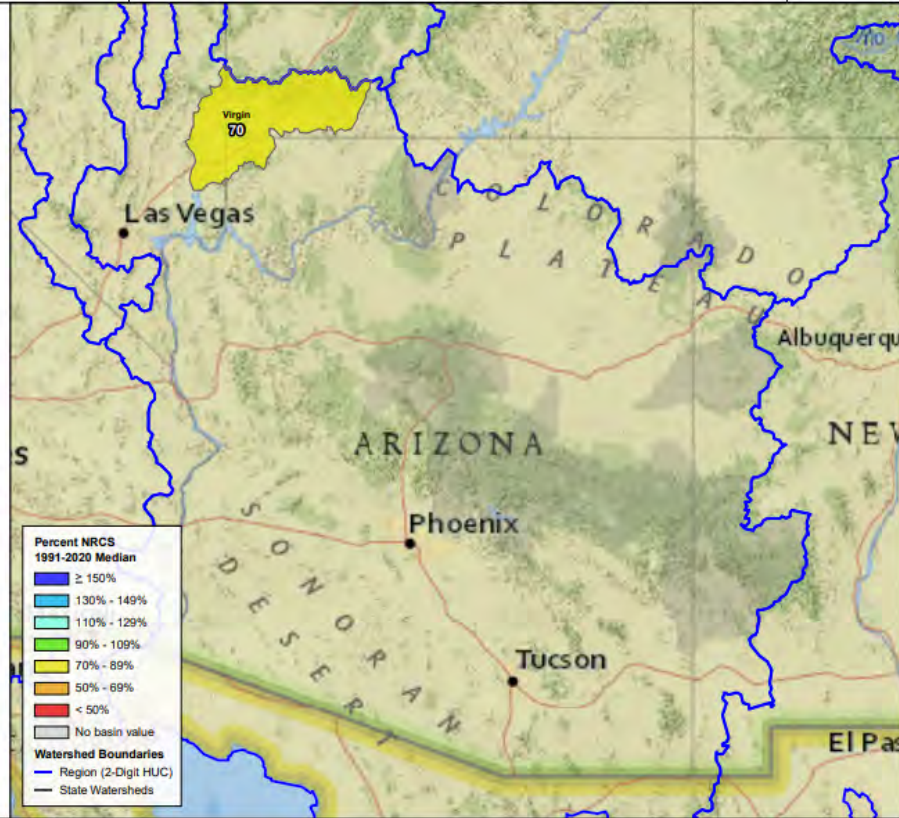 110
Virgin
70
Las Vegas
COLORADO
PLATEAU
Albuquerqu
ARIZONA
NEV
s
Phoenix
SONORAN
DESERT
Tucson
El Pas
Percent NRCS
1991-2020 Median
≥ 150%
130% - 149%
110% - 129%
90% - 109%
70% - 89%
50% - 69%
< 50%
No basin value
Watershed Boundaries
Region (2-Digit HUC)
State Watersheds